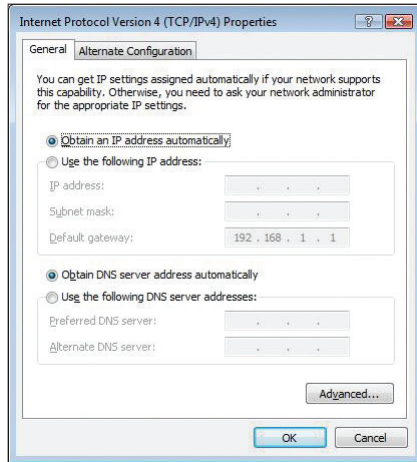 Internet Protocol Version 4 (TCP/IPv4) Properties
General
Alternate Configuration
You can get IP settings assigned automatically if your network supports
this capability. Otherwise, you need to ask your network administrator
for the appropriate IP settings.
Obtain an IP address automatically
Use the following IP address:
IP address:
Subnet mask:
Default gateway: 192 . 168 . 1 . 1
Obtain DNS server address automatically
Use the following DNS server addresses:
Preferred DNS server:
Alternate DNS server:
Advanced...
OK Cancel